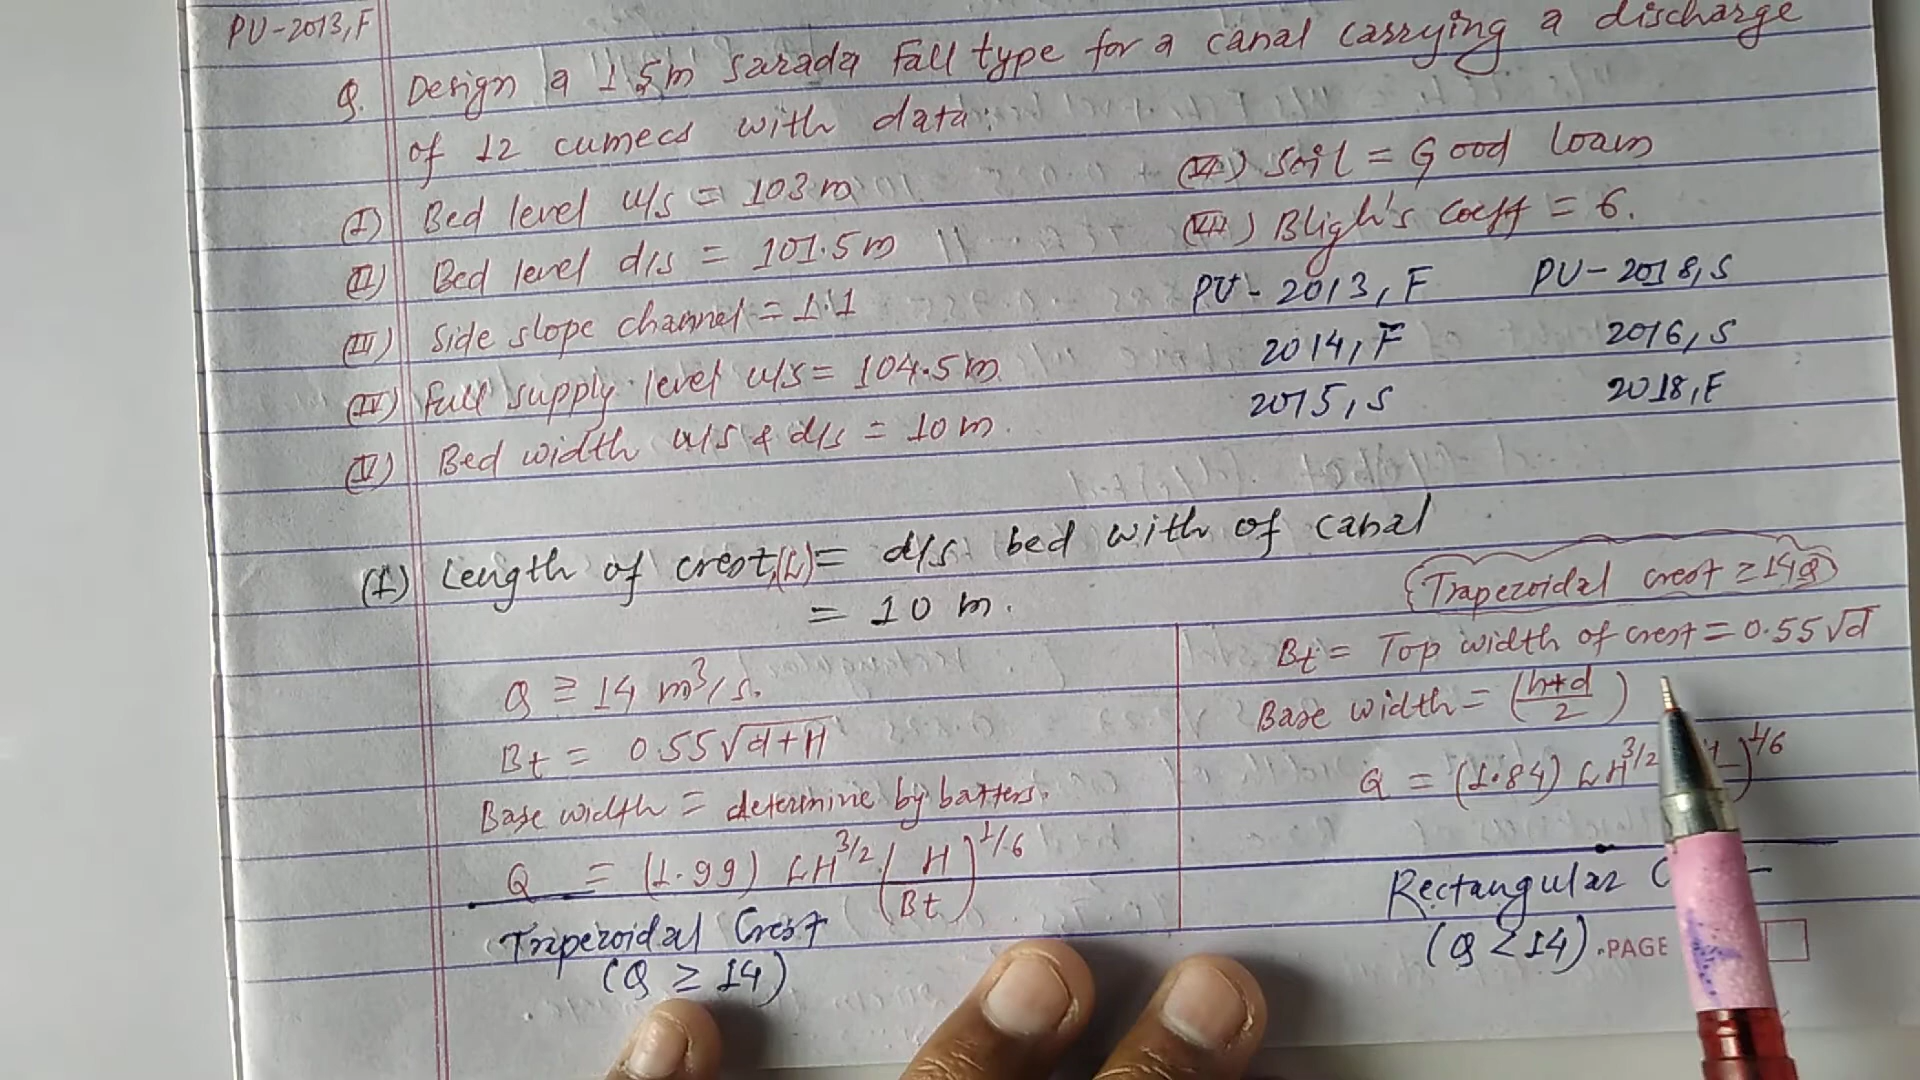 PU-2013,F
Q. Design a 1.5m sarada Fall type for a canal carrying a discharge
of 12 cumecs with data:
(I) Bed level u/s = 103 m
(II) Bed level d/s = 101.5 m
(III) Side slope channel = 1:1
(IV) Full supply level u/s = 104.5 m
(V) Bed width u/s & d/s = 10 m.
(VI) Soil = Good loam
(VII) Bligh's coeff = 6.
PU-2013, F PU-2018,S
2014, F 2016, S
2015, S 2018, F
(I) Length of crest,(L) = d/s bed with of canal
= 10 m.
Q ≥ 14 m³/s.
Bt = 0.55√d+H
Base width = determine by batters.
Q = (1.99) LH^3/2 (H/Bt)^1/6
Trapezoidal Crest
(Q ≥ 14)
(Trapezoidal crest ≥ 14Q)
Bt = Top width of crest = 0.55√d
Base width = (h+d/2)
Q = (1.84) LH^3/2 )^1/6
Rectangular
(Q < 14)
PAGE